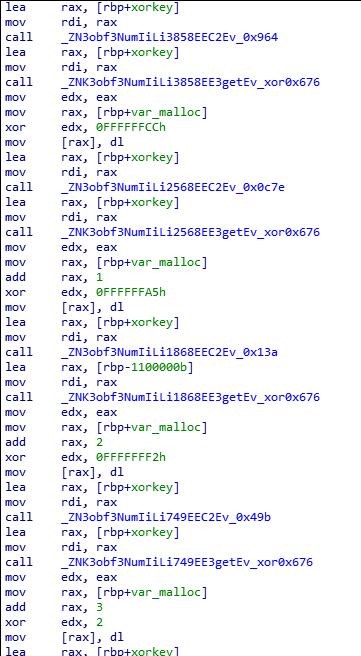 lea rax, [rbp+xorkey]
mov rdi, rax
call _ZN3obf3NumIiLi3858EEC2Ev_0x964
lea rax, [rbp+xorkey]
mov rdi, rax
call _ZNK3obf3NumIiLi3858EE3getEv_xor0x676
mov edx, eax
mov rax, [rbp+var_malloc]
xor edx, 0FFFFFFCCh
mov [rax], dl
lea rax, [rbp+xorkey]
mov rdi, rax
call _ZN3obf3NumIiLi2568EEC2Ev_0x0c7e
lea rax, [rbp+xorkey]
mov rdi, rax
call _ZNK3obf3NumIiLi2568EE3getEv_xor0x676
mov edx, eax
mov rax, [rbp+var_malloc]
add rax, 1
xor edx, 0FFFFFFA5h
mov [rax], dl
lea rax, [rbp+xorkey]
mov rdi, rax
call _ZN3obf3NumIiLi1868EEC2Ev_0x13a
lea rax, [rbp-1100000b]
mov rdi, rax
call _ZNK3obf3NumIiLi1868EE3getEv_xor0x676
mov edx, eax
mov rax, [rbp+var_malloc]
add rax, 2
xor edx, 0FFFFFFF2h
mov [rax], dl
lea rax, [rbp+xorkey]
mov rdi, rax
call _ZN3obf3NumIiLi749EEC2Ev_0x49b
lea rax, [rbp+xorkey]
mov rdi, rax
call _ZNK3obf3NumIiLi749EE3getEv_xor0x676
mov edx, eax
mov rax, [rbp+var_malloc]
add rax, 3
xor edx, 2
mov [rax], dl
lea rax, [rbp+xorkey]